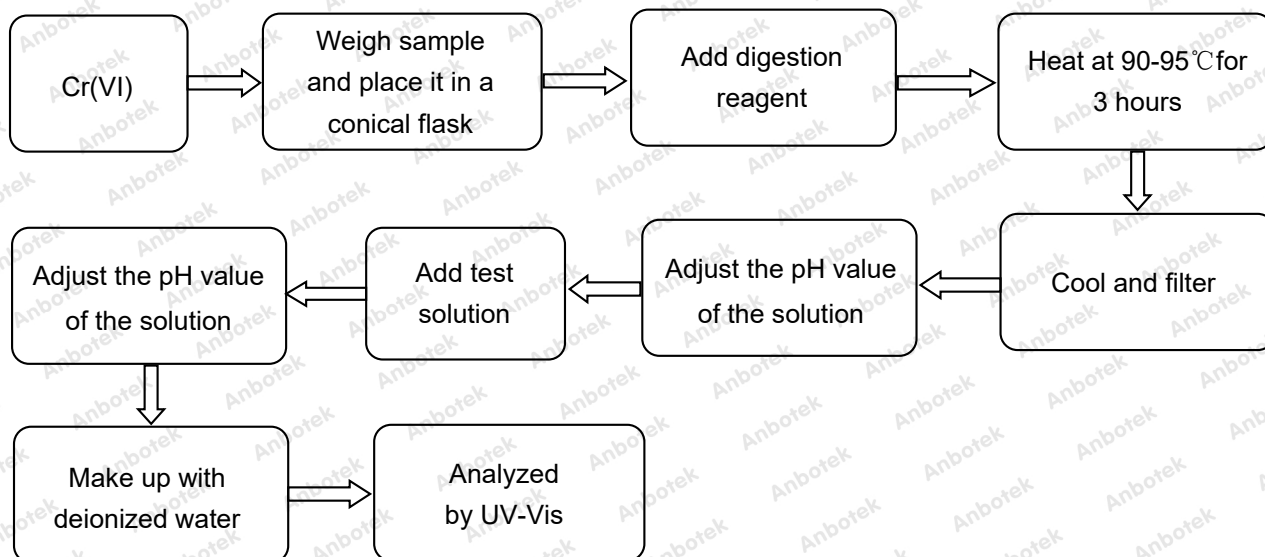 Cr(VI)
Weigh sample
and place it in a
conical flask
Add digestion
reagent
Heat at 90-95℃for
3 hours
Cool and filter
Adjust the pH value
of the solution
Add test
solution
Adjust the pH value
of the solution
Make up with
deionized water
Analyzed
by UV-Vis
Anbotek